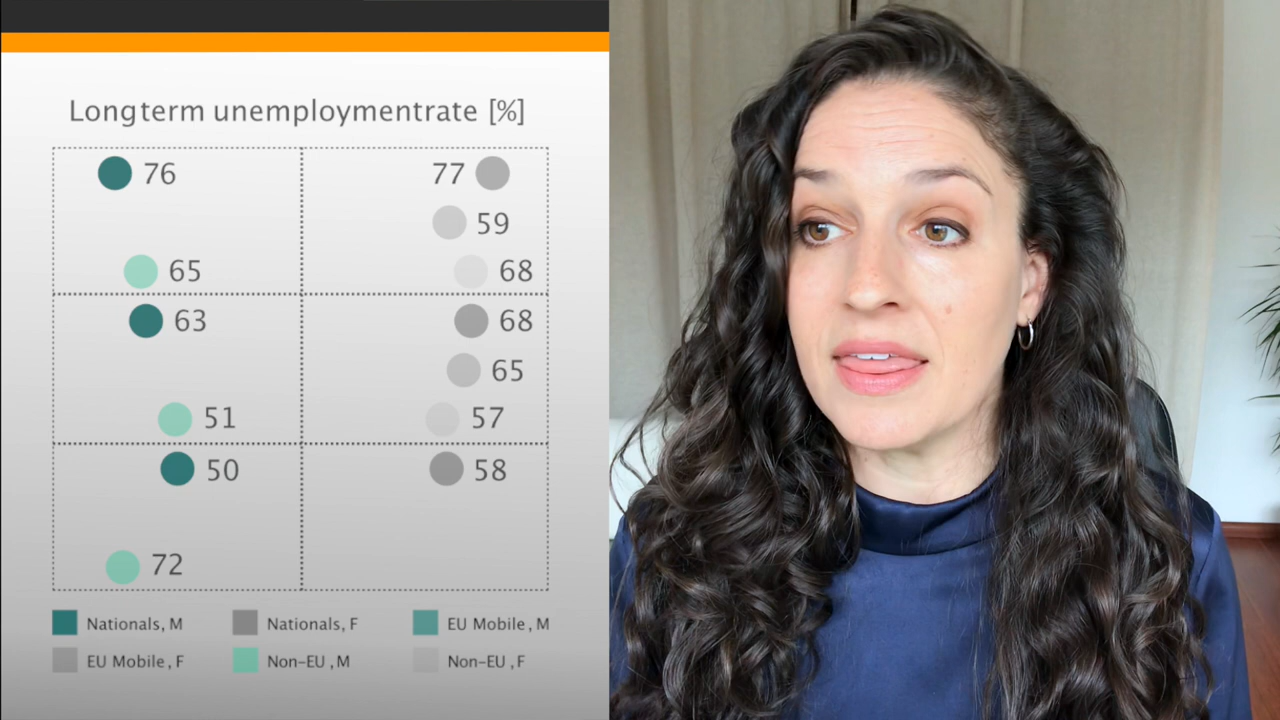 Longterm unemploymentrate [%]
76 77
59
65 68
63 68
65
51 57
50 58
72
Nationals, M Nationals, F EU Mobile, M
EU Mobile, F Non-EU, M Non-EU, F